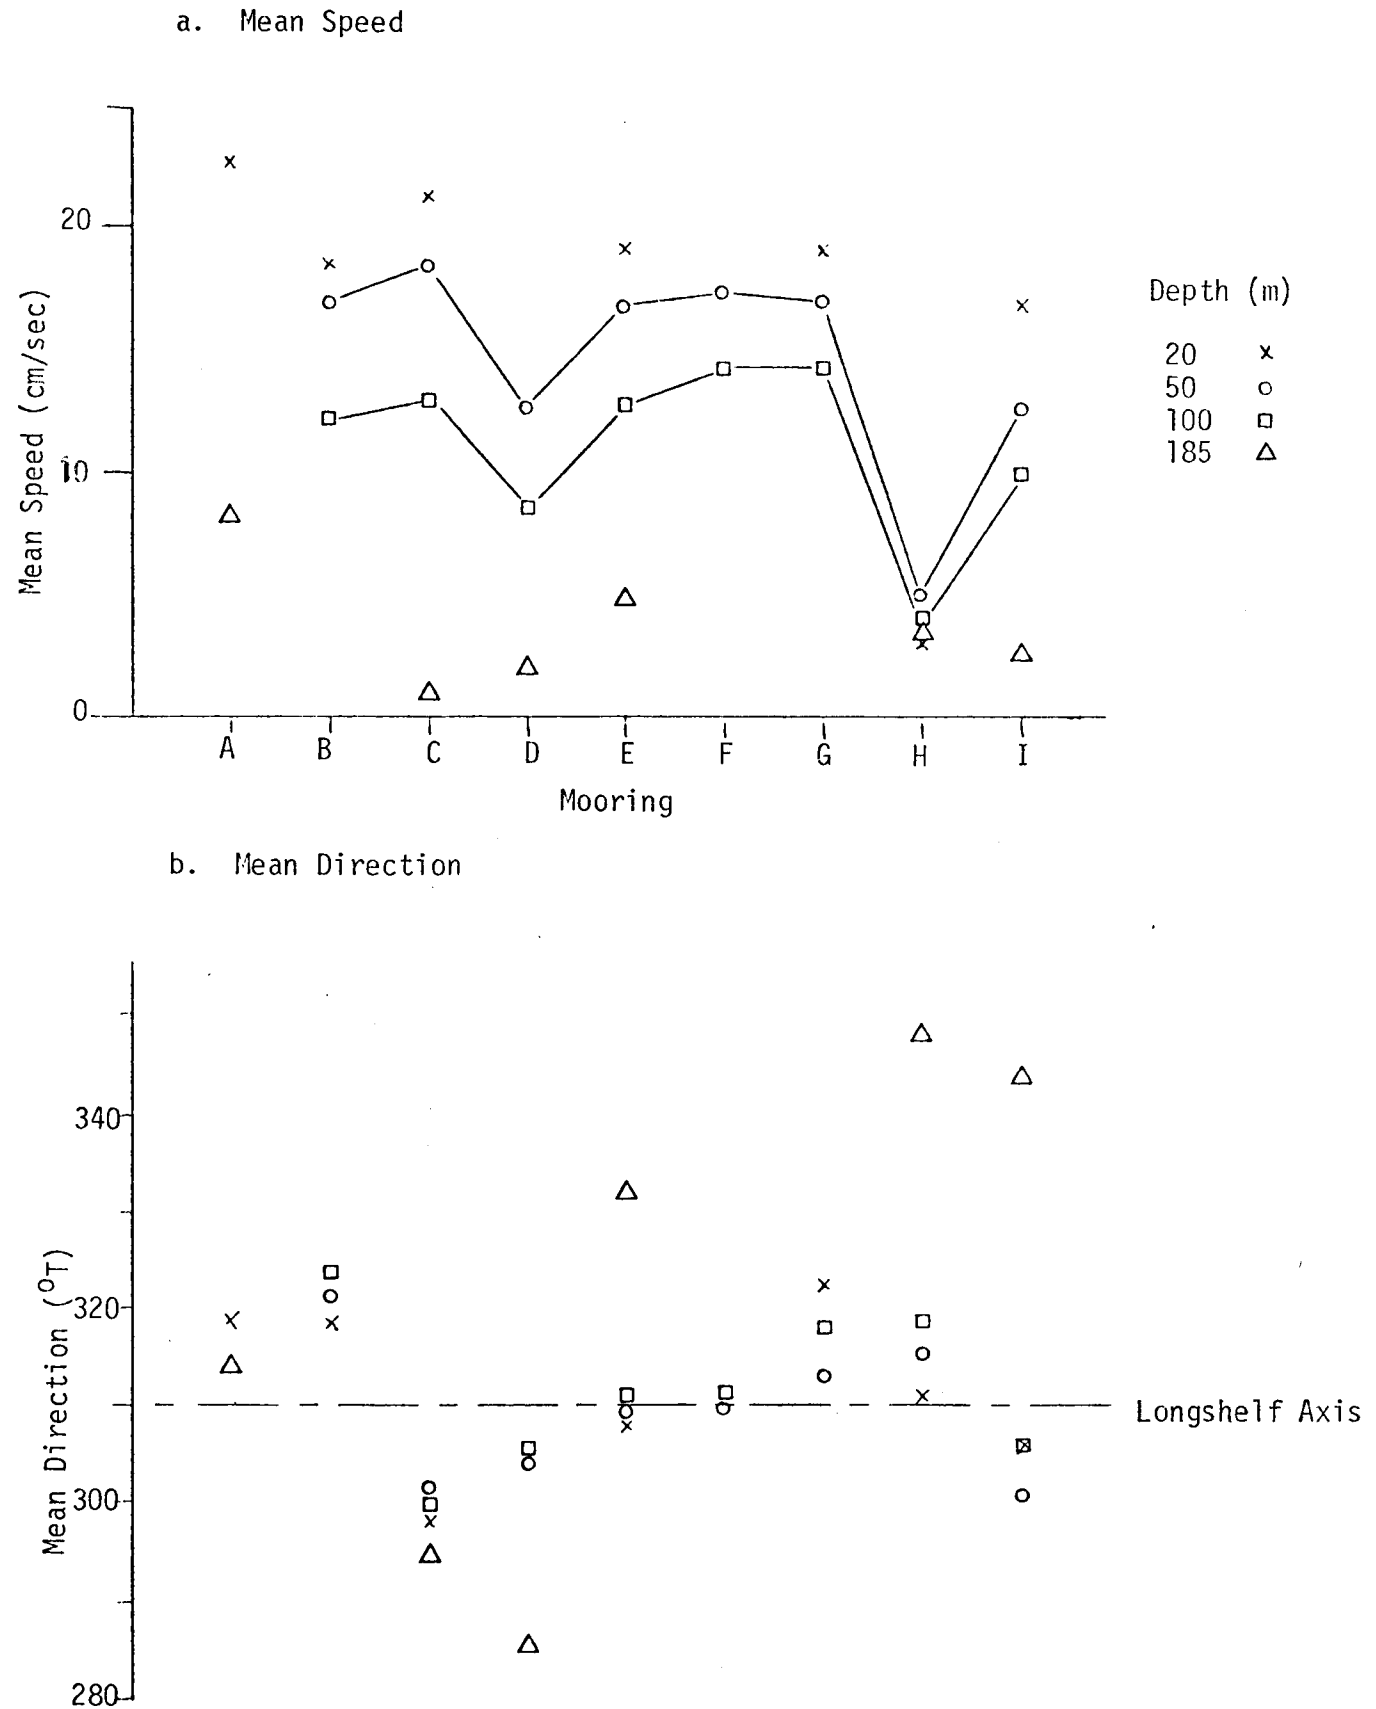 a. Mean Speed
Mean Speed (cm/sec)
20
10
0
A B C D E F G H I
Mooring
Depth (m)
20 x
50 o
100 □
185 △
b. Mean Direction
Mean Direction (°T)
340
320
300
280
Longshelf Axis